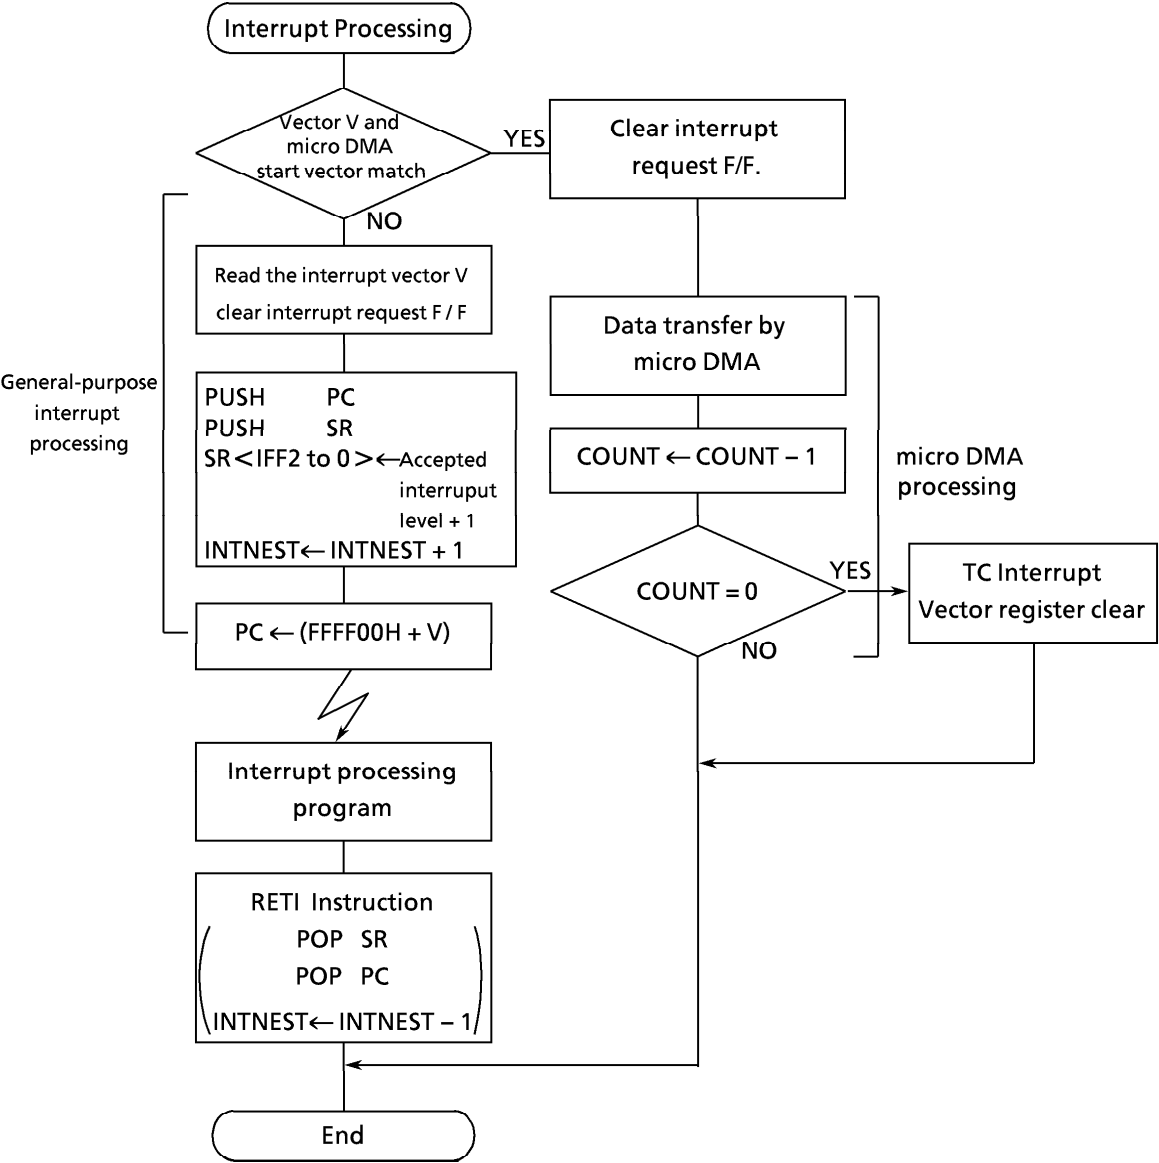 Interrupt Processing
Vector V and
micro DMA
start vector match
YES
Clear interrupt
request F/F.
NO
Read the interrupt vector V
clear interrupt request F / F
General-purpose
interrupt
processing
PUSH PC
PUSH SR
SR<IFF2 to 0>←Accepted
interruput
level + 1
INTNEST← INTNEST + 1
PC ← (FFFF00H + V)
Interrupt processing
program
RETI Instruction
POP SR
POP PC
INTNEST← INTNEST – 1
Data transfer by
micro DMA
COUNT ← COUNT – 1
micro DMA
processing
COUNT = 0
YES
NO
TC Interrupt
Vector register clear
End